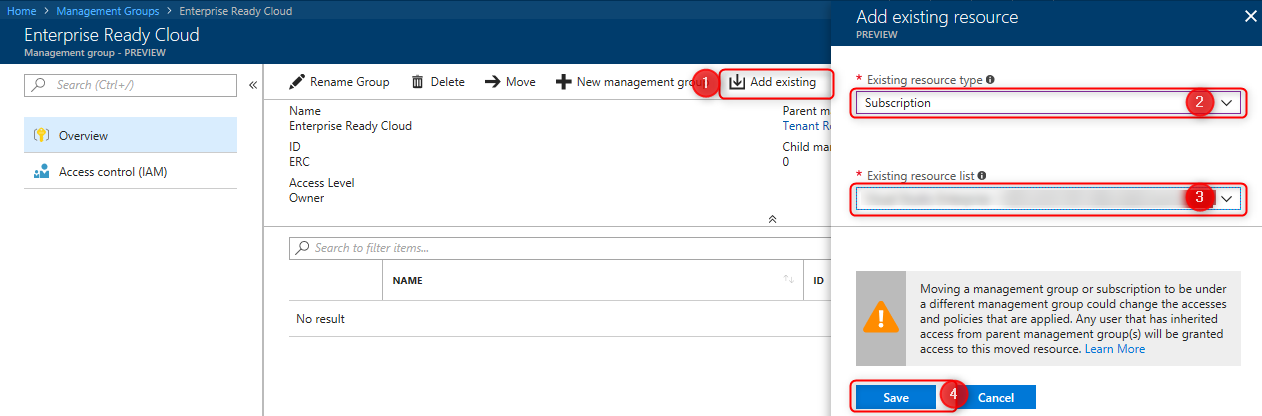 Home > Management Groups > Enterprise Ready Cloud
Enterprise Ready Cloud
Management group - PREVIEW
Search (Ctrl+/)
Overview
Access control (IAM)
Rename Group
Delete
Move
New management grou
1
Add existing
Name
Enterprise Ready Cloud
ID
ERC
Access Level
Owner
Parent m
Tenant R
Child ma
0
Search to filter items...
NAME
ID
No result
Add existing resource
PREVIEW
* Existing resource type
Subscription
2
* Existing resource list
3
Moving a management group or subscription to be under
a different management group could change the accesses
and policies that are applied. Any user that has inherited
access from parent management group(s) will be granted
access to this moved resource. Learn More
Save
4
Cancel